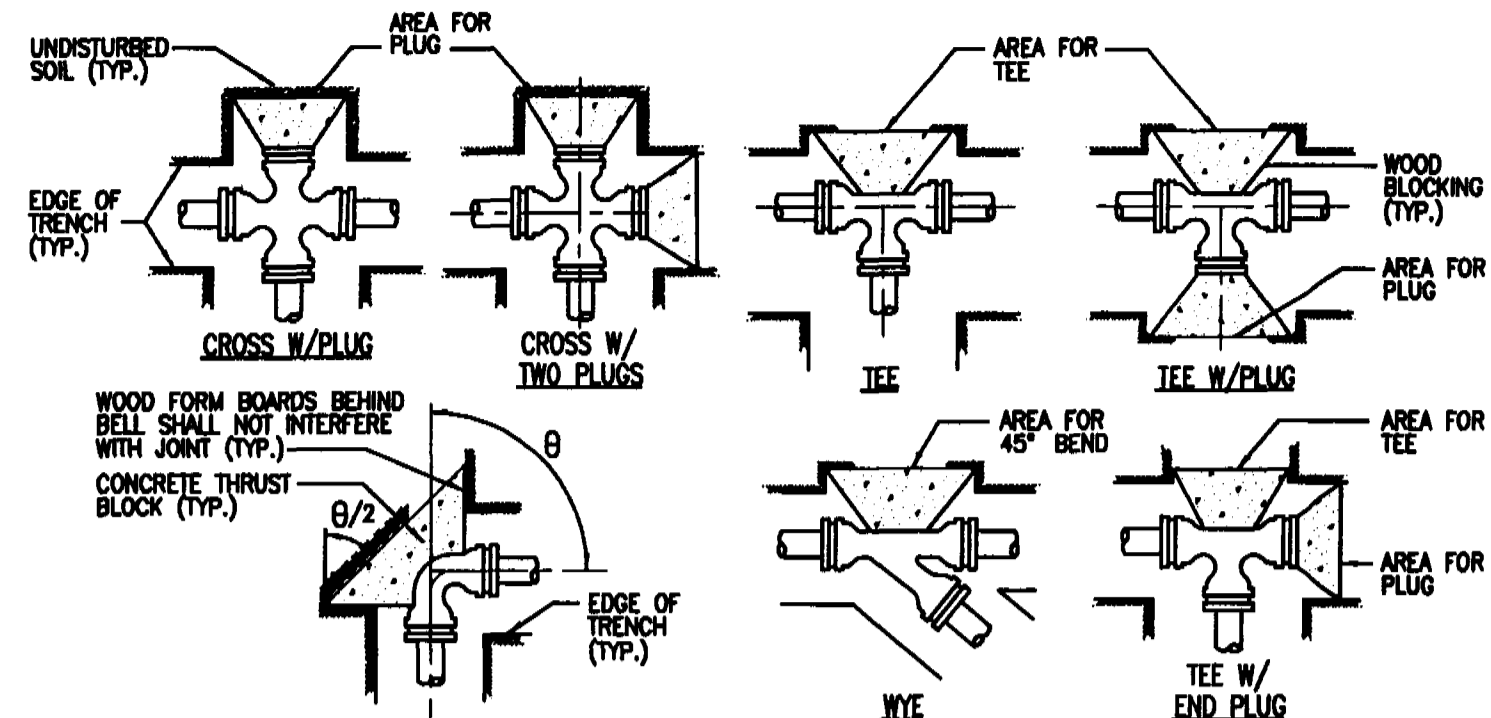 UNDISTURBED
SOIL (TYP.)
AREA FOR
PLUG
EDGE OF
TRENCH
(TYP.)
CROSS W/PLUG
CROSS W/
TWO PLUGS
AREA FOR
TEE
WOOD
BLOCKING
(TYP.)
AREA FOR
PLUG
TEE
TEE W/PLUG
WOOD FORM BOARDS BEHIND
BELL SHALL NOT INTERFERE
WITH JOINT (TYP.)
CONCRETE THRUST
BLOCK (TYP.)
θ/2
θ
EDGE OF
TRENCH
(TYP.)
AREA FOR
45° BEND
WYE
AREA FOR
TEE
AREA FOR
PLUG
TEE W/
END PLUG